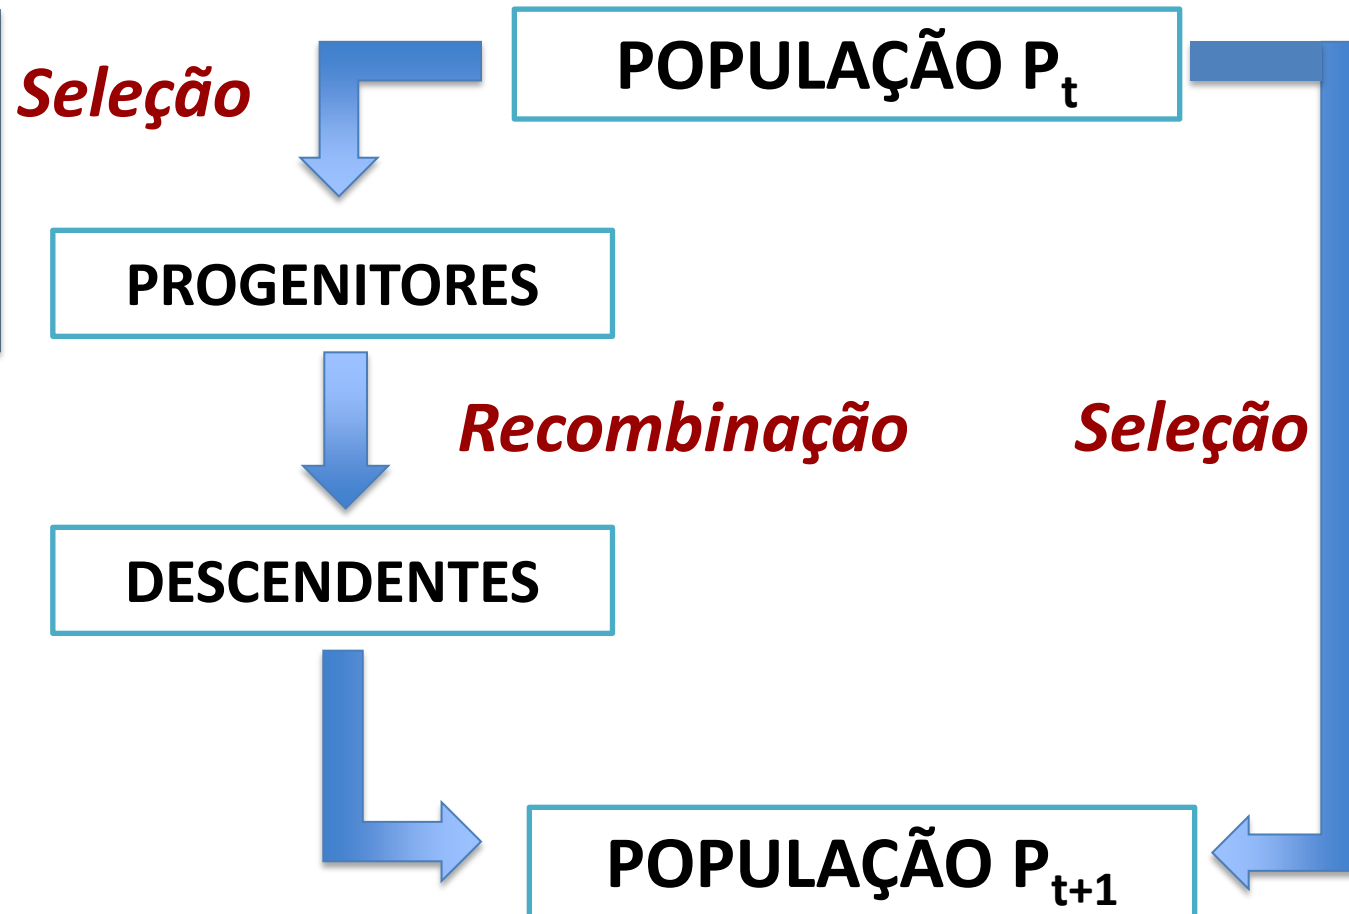 POPULAÇÃO Pt
Seleção
PROGENITORES
Recombinação
Seleção
DESCENDENTES
POPULAÇÃO Pt+1